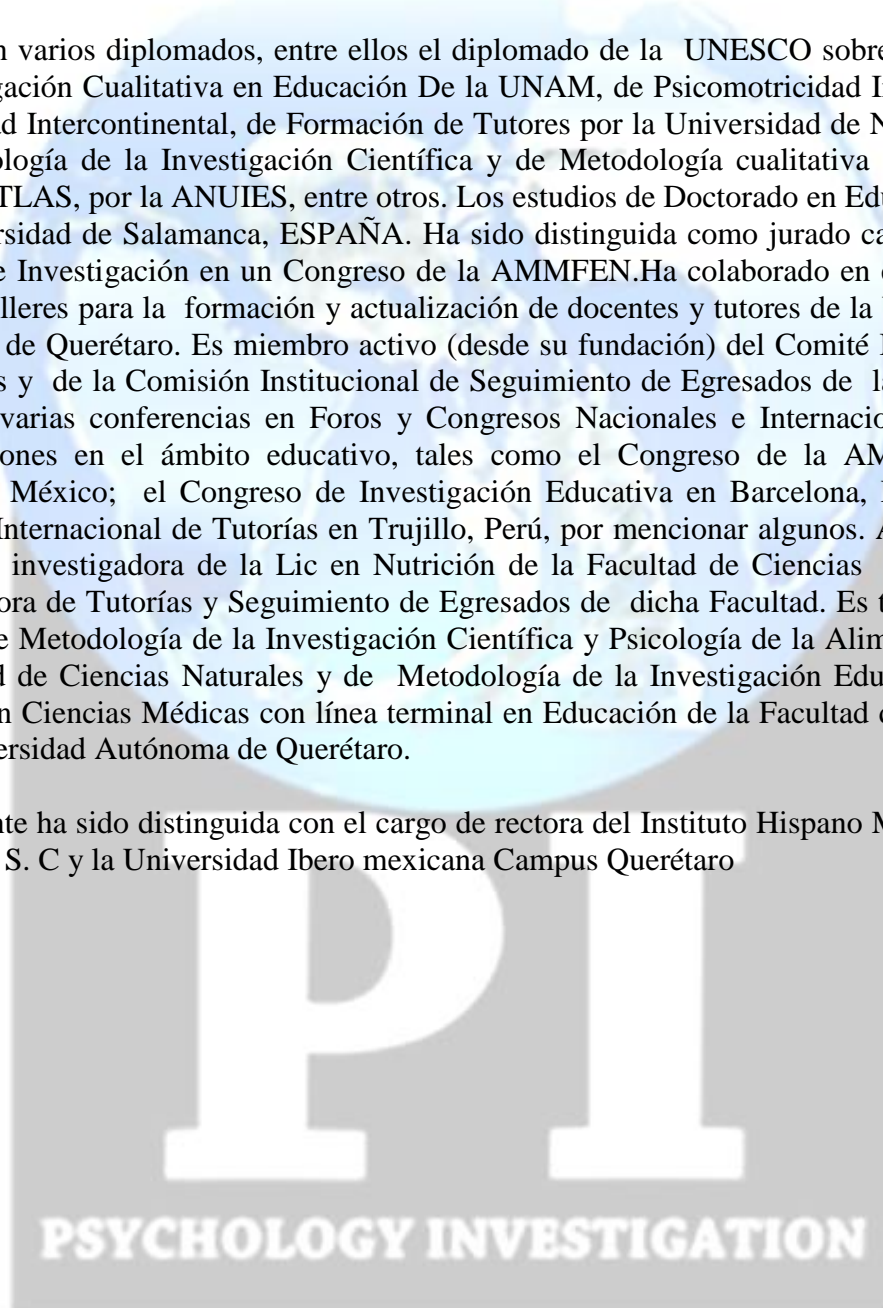 n varios diplomados, entre ellos el diplomado de la UNESCO sobre
gación Cualitativa en Educación De la UNAM, de Psicomotricidad I
d Intercontinental, de Formación de Tutores por la Universidad de N
ología de la Investigación Científica y de Metodología cualitativa
TLAS, por la ANUIES, entre otros. Los estudios de Doctorado en Edu
rsidad de Salamanca, ESPAÑA. Ha sido distinguida como jurado ca
e Investigación en un Congreso de la AMMFEN.Ha colaborado en
lleres para la formación y actualización de docentes y tutores de la
de Querétaro. Es miembro activo (desde su fundación) del Comité
s y de la Comisión Institucional de Seguimiento de Egresados de l
varias conferencias en Foros y Congresos Nacionales e Internacio
ones en el ámbito educativo, tales como el Congreso de la AM
México; el Congreso de Investigación Educativa en Barcelona,
Internacional de Tutorías en Trujillo, Perú, por mencionar algunos. A
investigadora de la Lic en Nutrición de la Facultad de Ciencias
ora de Tutorías y Seguimiento de Egresados de dicha Facultad. Es t
e Metodología de la Investigación Científica y Psicología de la Alim
d de Ciencias Naturales y de Metodología de la Investigación Edu
n Ciencias Médicas con línea terminal en Educación de la Facultad
ersidad Autónoma de Querétaro.
nte ha sido distinguida con el cargo de rectora del Instituto Hispano M
S. C y la Universidad Ibero mexicana Campus Querétaro
PI
PSYCHOLOGY INVESTIGATION